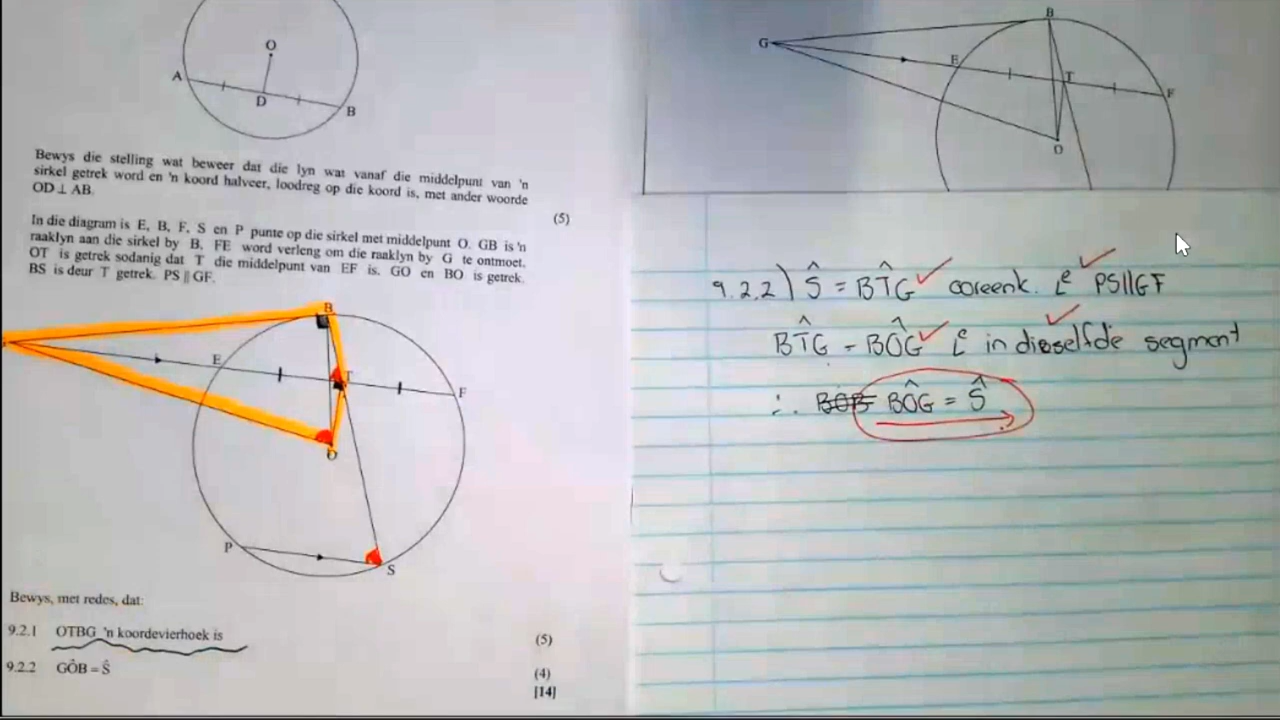 O
A
D
B
Bewys die stelling wat beweer dat die lyn wat vanaf die middelpunt van 'n
sirkel getrek word en 'n koord halveer, loodreg op die koord is, met ander woorde
OD ⊥ AB.
(5)
In die diagram is E, B, F, S en P punte op die sirkel met middelpunt O. GB is 'n
raaklyn aan die sirkel by B. FE word verleng om die raaklyn by G te ontmoet.
OT is getrek sodanig dat T die middelpunt van EF is. GO en BO is getrek.
BS is deur T getrek. PS || GF.
B
E
T
F
O
P
S
Bewys, met redes, dat:
9.2.1 OTBG 'n koordevierhoek is
(5)
9.2.2 GÔB = Ŝ
(4)
[14]
B
G
E
T
F
O
9.2.2) Ŝ = BT̂G ooreenk. PS||GF
BT̂G = BÔG in dieselfde segment
∴ BOB BÔG = Ŝ